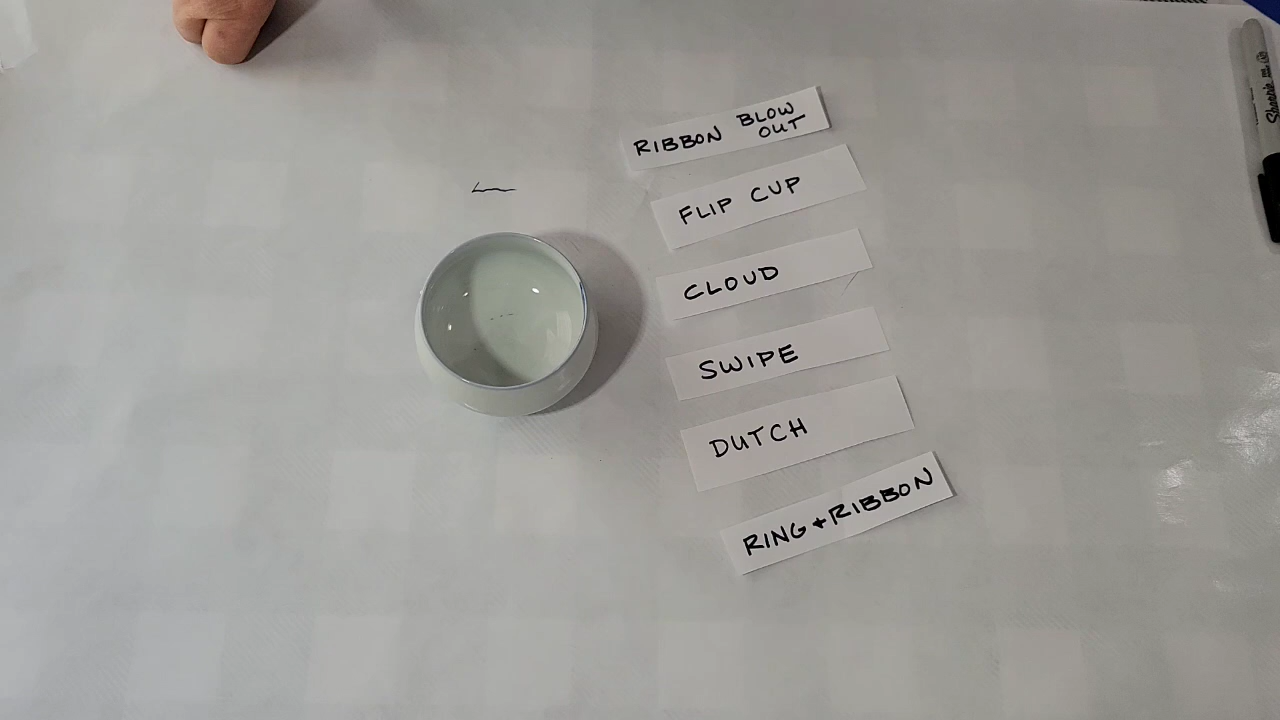 RIBBON BLOW
OUT
FLIP CUP
CLOUD
SWIPE
DUTCH
RING + RIBBON
Sharpie